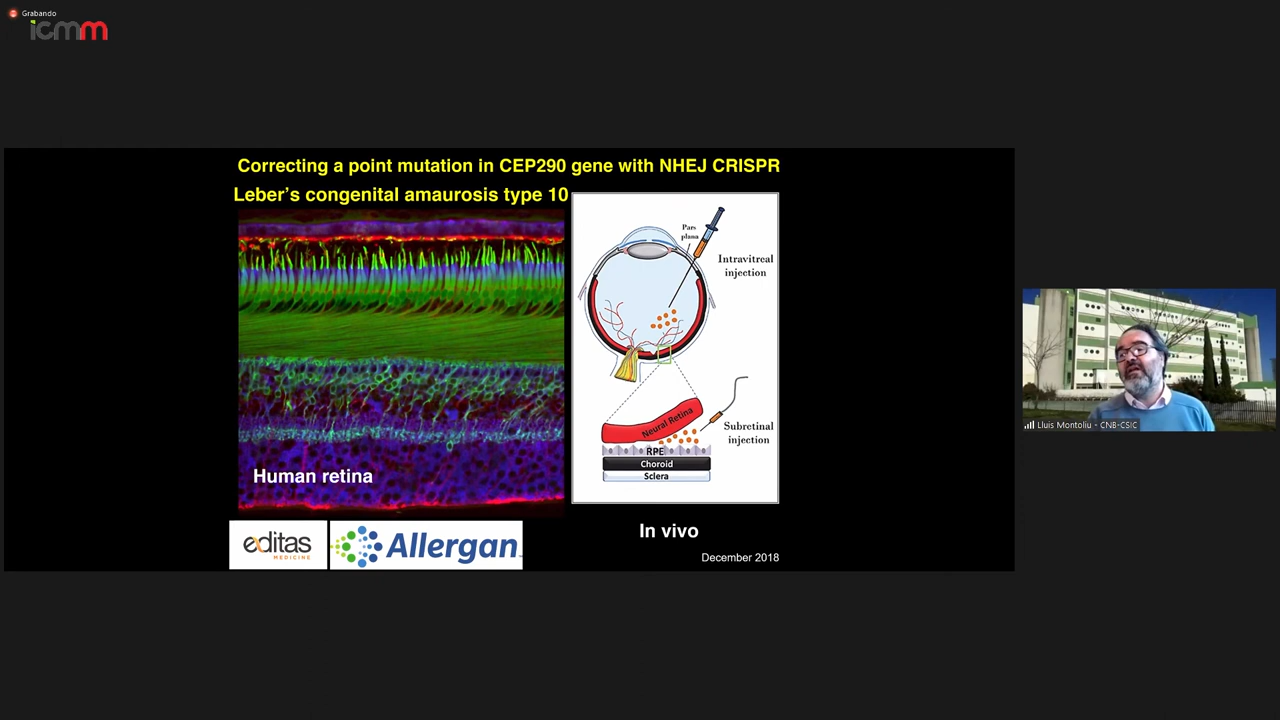 Grabando
icmm
Correcting a point mutation in CEP290 gene with NHEJ CRISPR
Leber's congenital amaurosis type 10
Pars
plana
Intravitreal
injection
Neural Retina
Subretinal
injection
RPE
Choroid
Sclera
Human retina
editas
MEDICINE
Allergan
In vivo
December 2018
Lluis Montoliu - CNB-CSIC